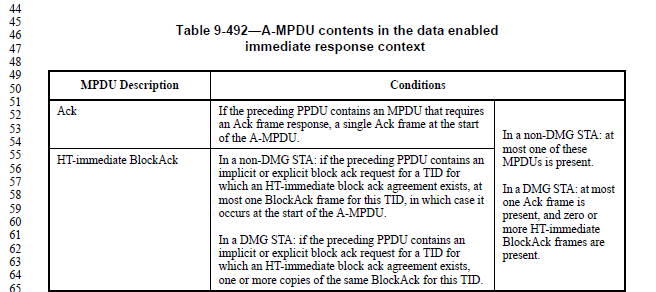 44
45
46
47
48
49
50
51
52
53
54
55
56
57
58
59
60
61
62
63
64
65
Table 9-492—A-MPDU contents in the data enabled
immediate response context
MPDU Description
Conditions
Ack
If the preceding PPDU contains an MPDU that requires
an Ack frame response, a single Ack frame at the start
of the A-MPDU.
HT-immediate BlockAck
In a non-DMG STA: if the preceding PPDU contains an
implicit or explicit block ack request for a TID for
which an HT-immediate block ack agreement exists, at
most one BlockAck frame for this TID, in which case it
occurs at the start of the A-MPDU.
In a DMG STA: if the preceding PPDU contains an
implicit or explicit block ack request for a TID for
which an HT-immediate block ack agreement exists,
one or more copies of the same BlockAck for this TID.
In a non-DMG STA: at
most one of these
MPDUs is present.
In a DMG STA: at most
one Ack frame is
present, and zero or
more HT-immediate
BlockAck frames are
present.